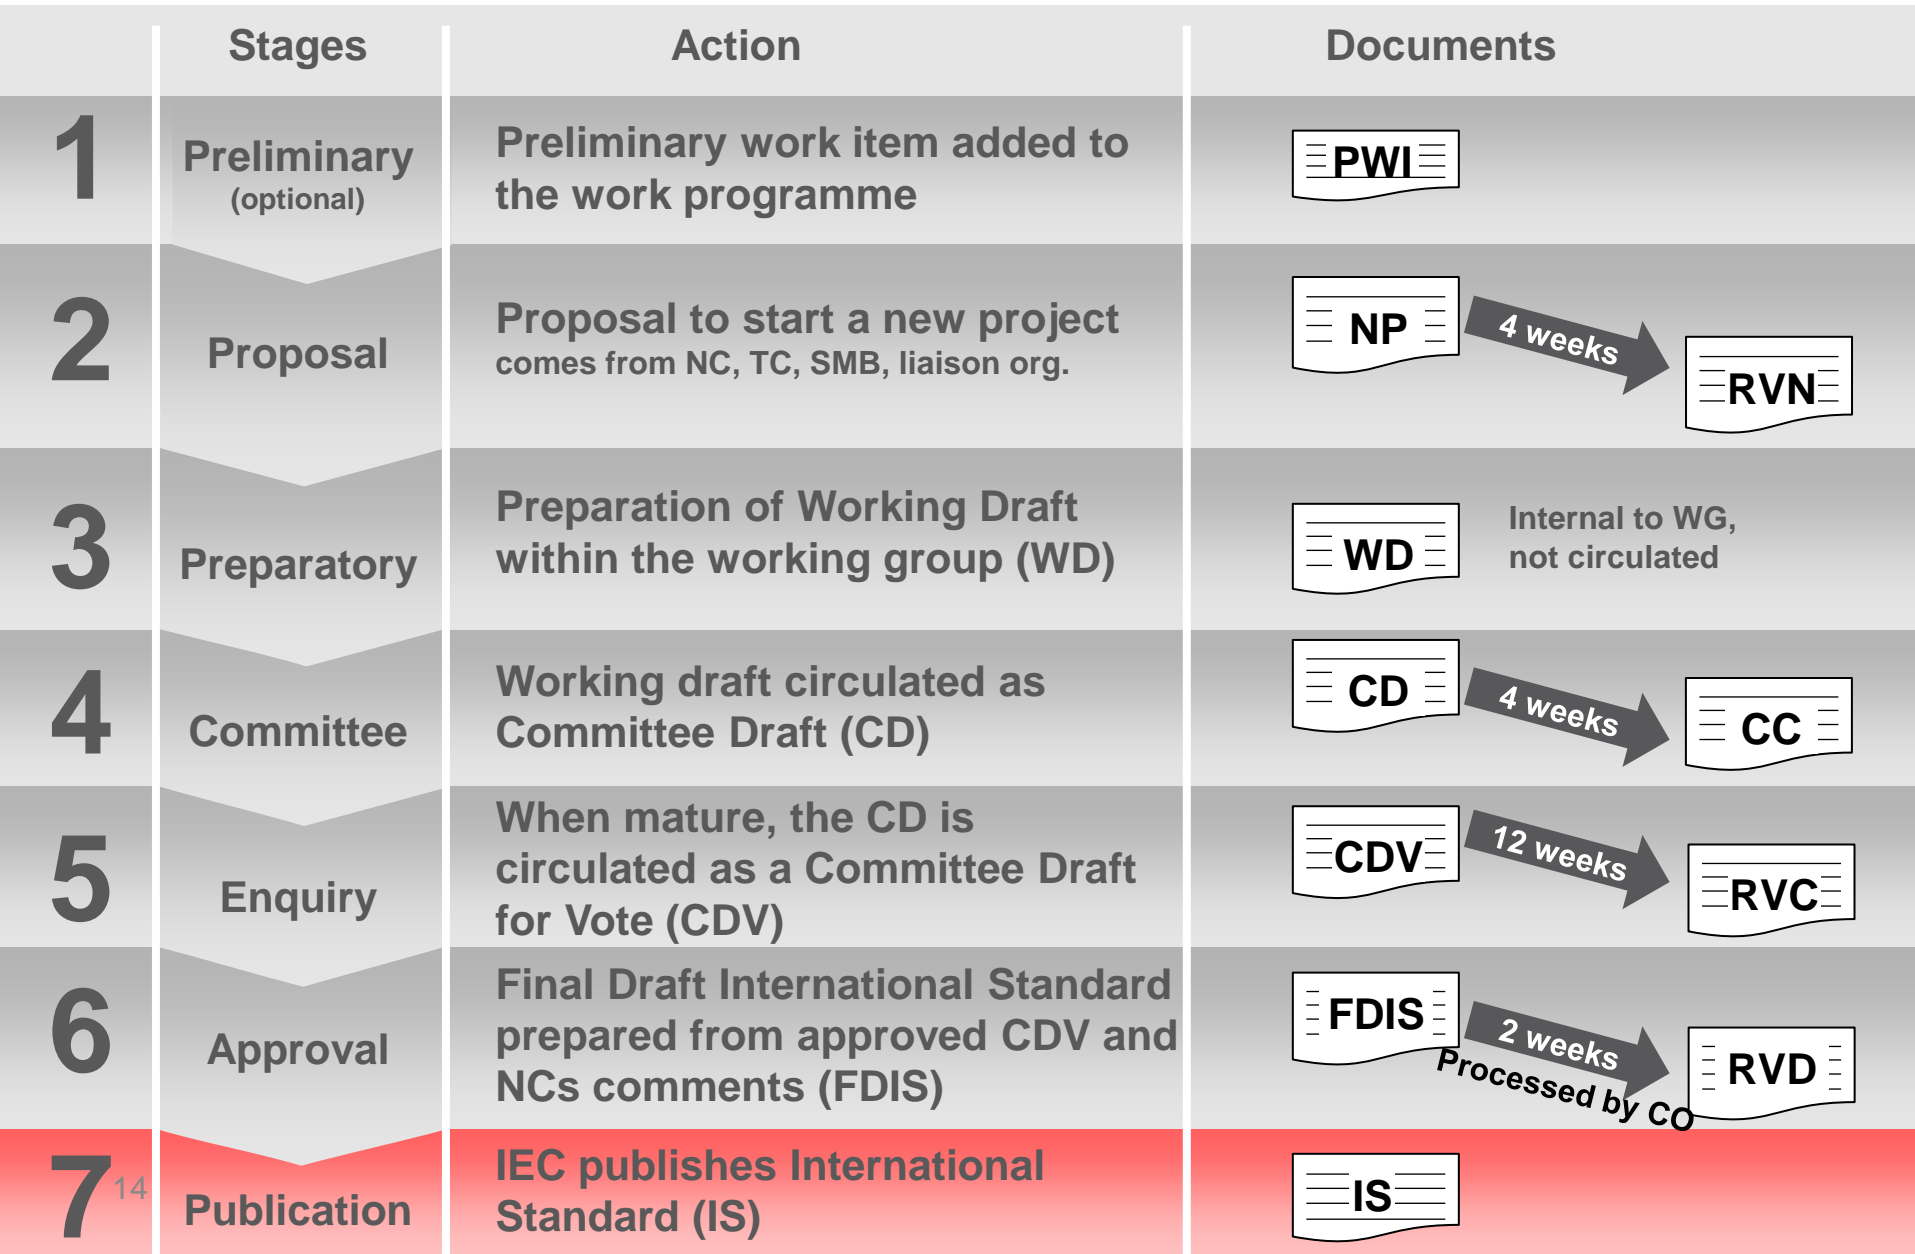 Stages
Action
Documents
1
Preliminary
(optional)
Preliminary work item added to
the work programme
PWI
2
Proposal
Proposal to start a new project
comes from NC, TC, SMB, liaison org.
NP
4 weeks
RVN
3
Preparatory
Preparation of Working Draft
within the working group (WD)
WD
Internal to WG,
not circulated
4
Committee
Working draft circulated as
Committee Draft (CD)
CD
4 weeks
CC
5
Enquiry
When mature, the CD is
circulated as a Committee Draft
for Vote (CDV)
CDV
12 weeks
RVC
6
Approval
Final Draft International Standard
prepared from approved CDV and
NCs comments (FDIS)
FDIS
2 weeks
Processed by CO
RVD
7
14
Publication
IEC publishes International
Standard (IS)
IS